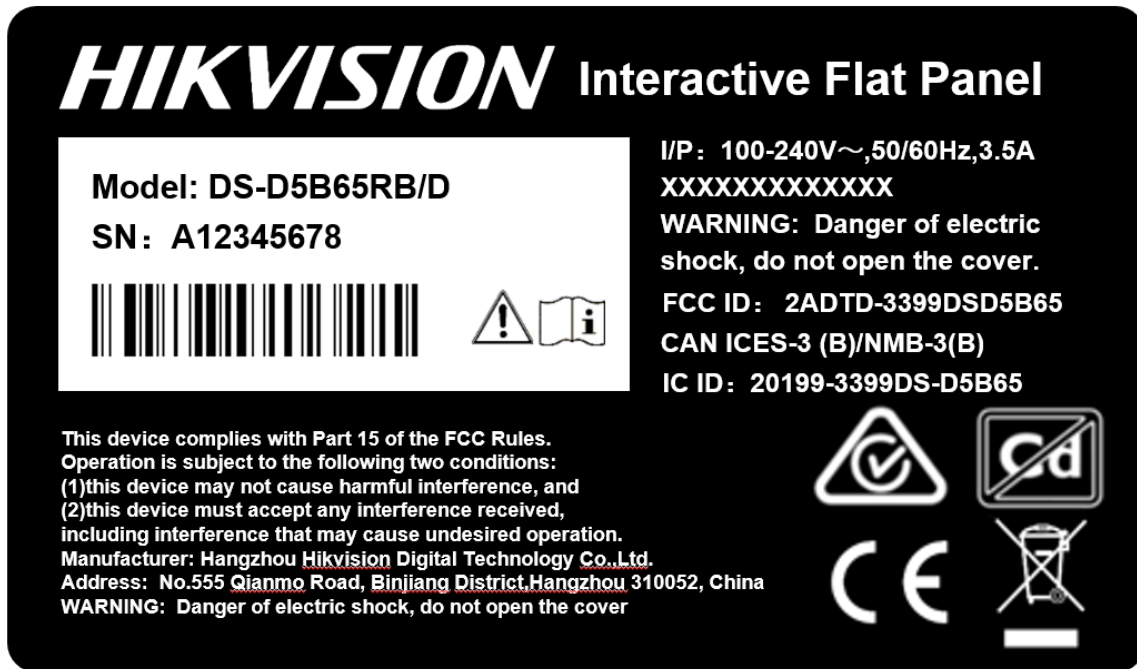 HIKVISION Interactive Flat Panel
Model: DS-D5B65RB/D
SN：A12345678
I/P：100-240V～,50/60Hz,3.5A
XXXXXXXXXXXXX
WARNING: Danger of electric
shock, do not open the cover.
FCC ID： 2ADTD-3399DSD5B65
CAN ICES-3 (B)/NMB-3(B)
IC ID：20199-3399DS-D5B65
This device complies with Part 15 of the FCC Rules.
Operation is subject to the following two conditions:
(1)this device may not cause harmful interference, and
(2)this device must accept any interference received,
including interference that may cause undesired operation.
Manufacturer: Hangzhou Hikvision Digital Technology Co.,Ltd.
Address: No.555 Qianmo Road, Binjiang District,Hangzhou 310052, China
WARNING: Danger of electric shock, do not open the cover
Cd
CE